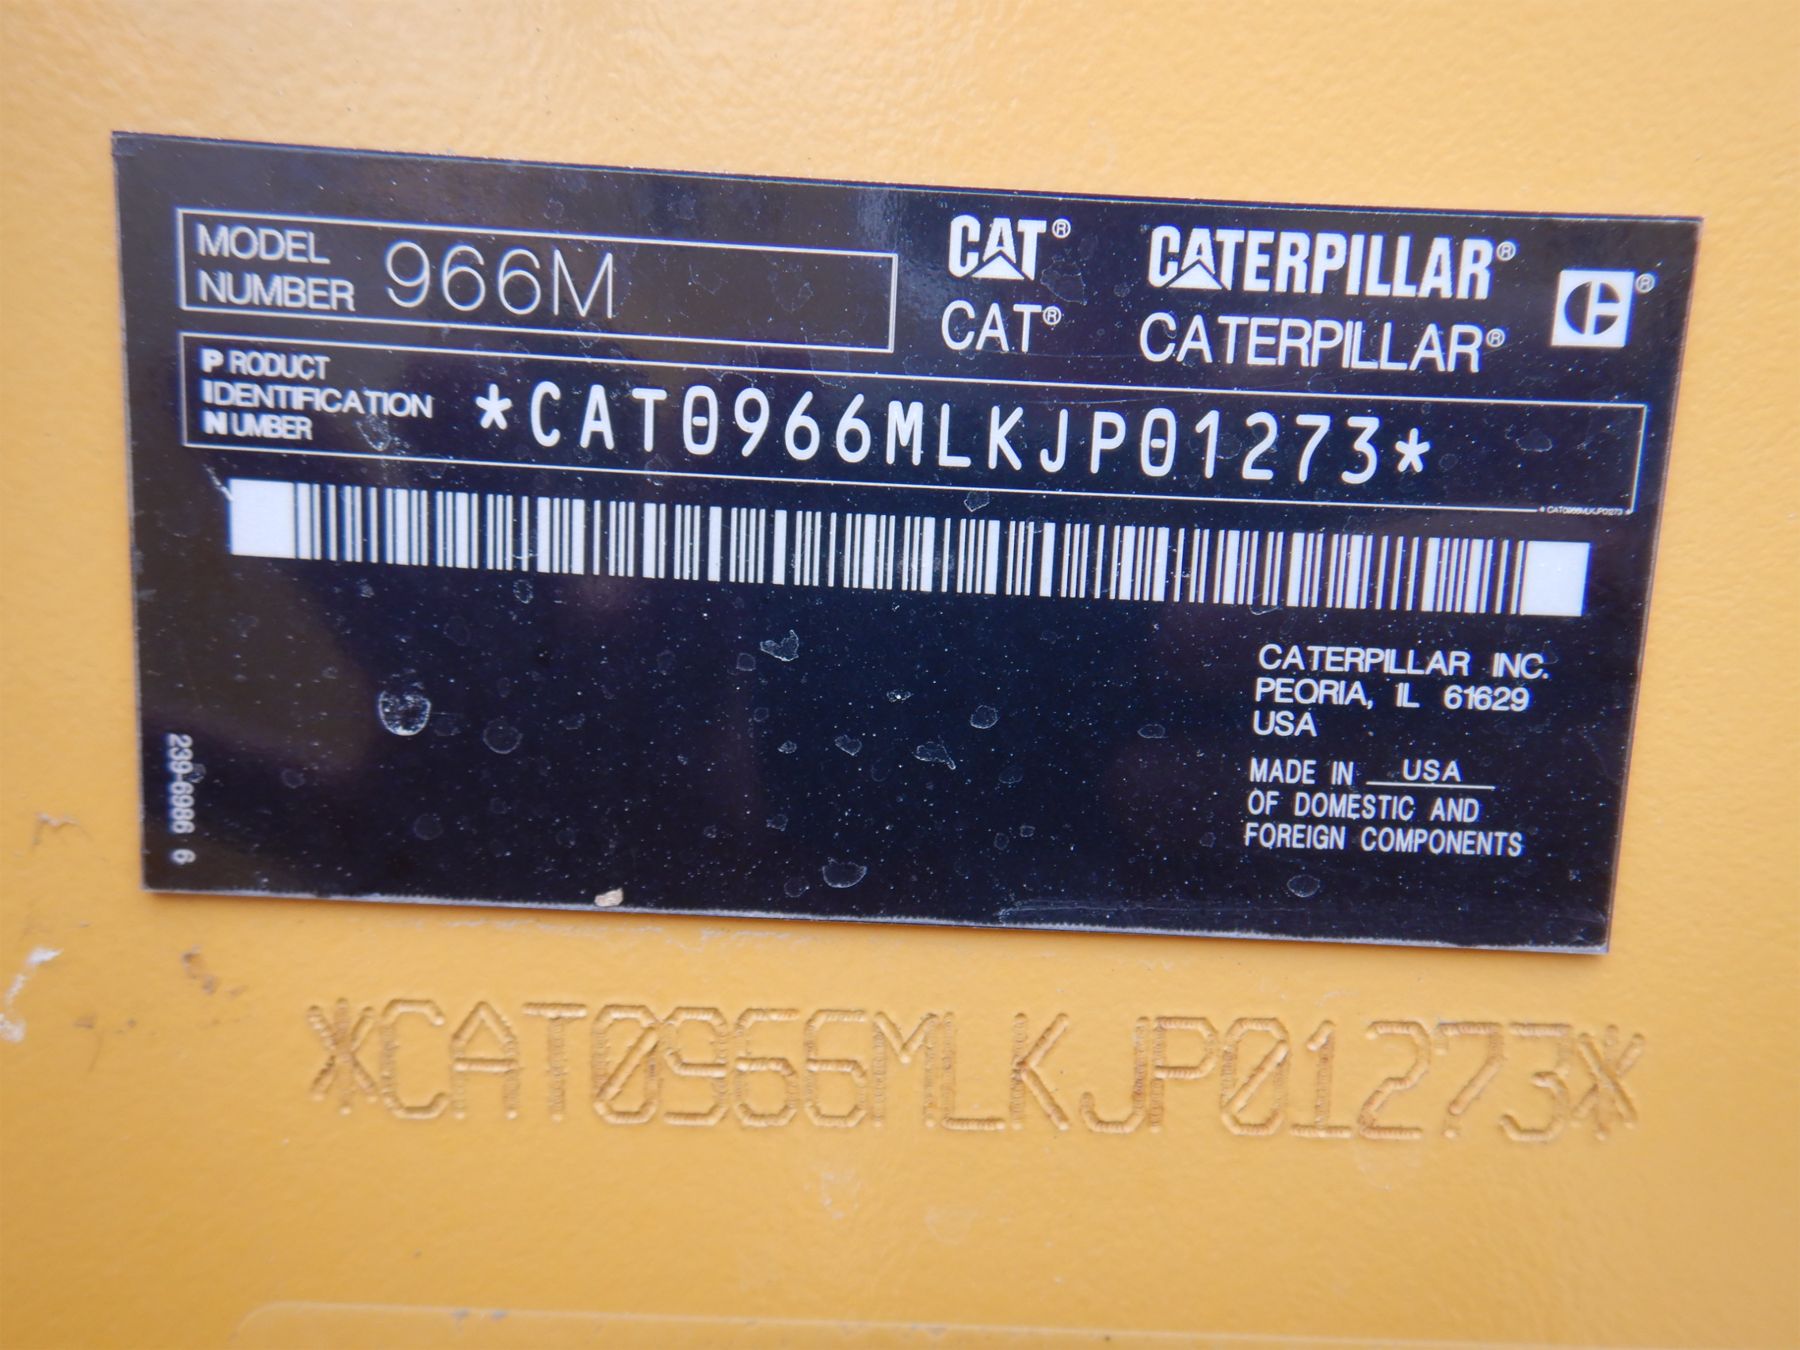 MODEL NUMBER 966M
CAT® CATERPILLAR®
CAT® CATERPILLAR®
PRODUCT IDENTIFICATION NUMBER *CAT0966MLKJP01273*
*CAT0966MLKJP01273*
CATERPILLAR INC.
PEORIA, IL 61629
USA
MADE IN USA
OF DOMESTIC AND
FOREIGN COMPONENTS
239-6986 6
*CAT0966MLKJP01273*